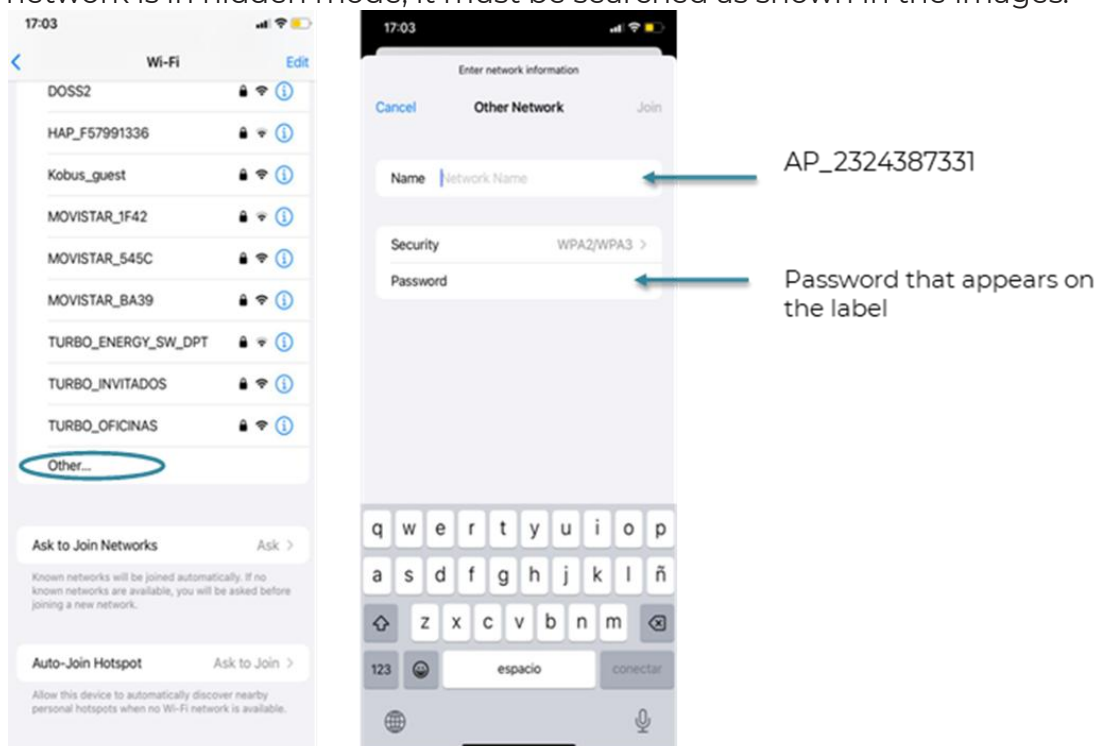 network is in hidden mode, it must be searched as shown in the images.
17:03
Wi-Fi
Edit
DOSS2
HAP_F57991336
Kobus_guest
MOVISTAR_1F42
MOVISTAR_545C
MOVISTAR_BA39
TURBO_ENERGY_SW_DPT
TURBO_INVITADOS
TURBO_OFICINAS
Other...
Ask to Join Networks
Ask >
Known networks will be joined automatically. If no
known networks are available, you will be asked before
joining a new network.
Auto-Join Hotspot
Ask to Join >
Allow this device to automatically discover nearby
personal hotspots when no Wi-Fi network is available.
17:03
Enter network information
Cancel
Other Network
Join
Name
Network Name
Security
WPA2/WPA3 >
Password
q w e r t y u i o p
a s d f g h j k l ñ
z x c v b n m
123
espacio
conectar
AP_2324387331
Password that appears on
the label